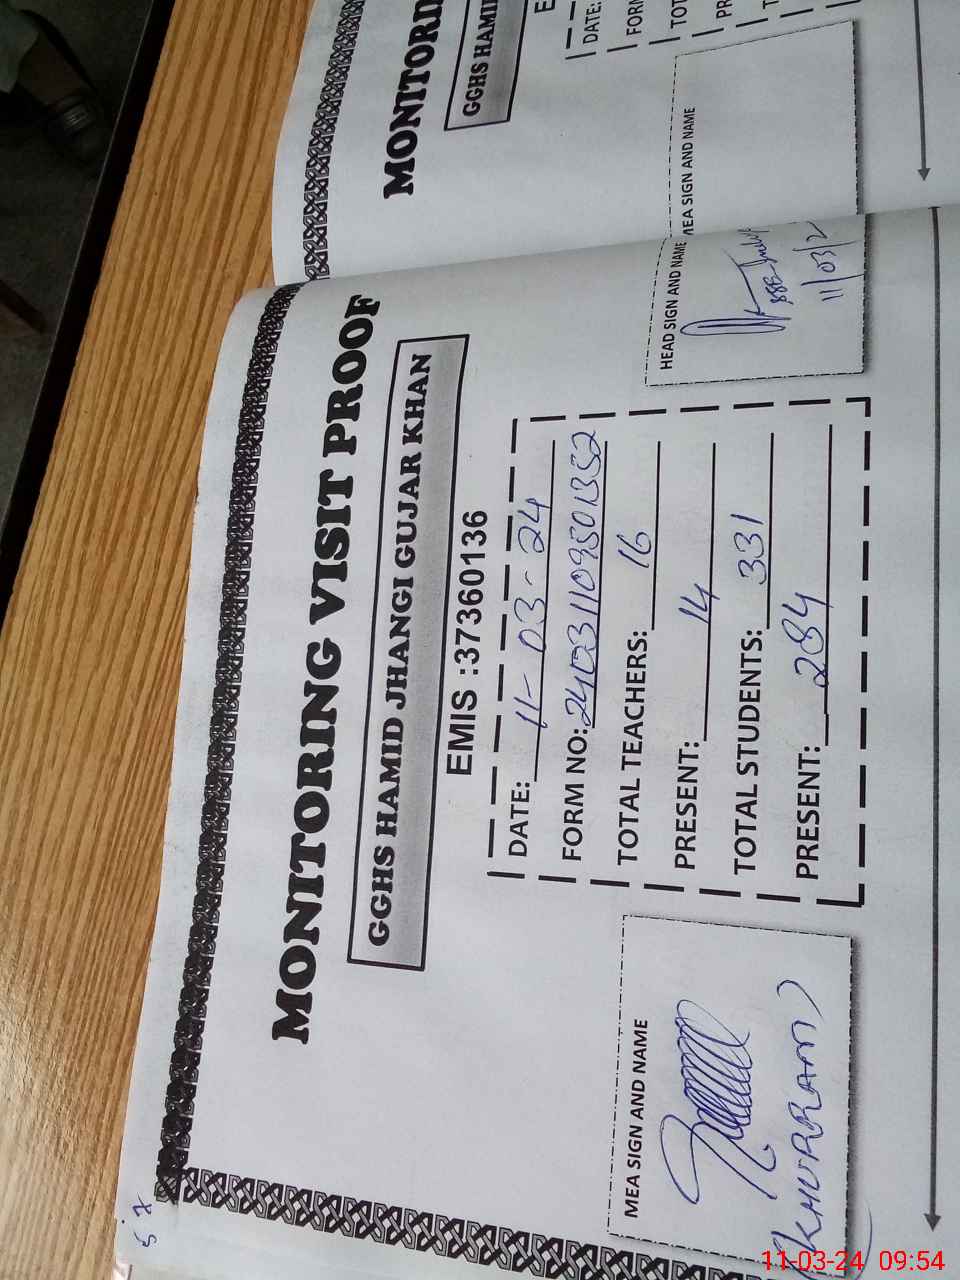 MONITORING VISIT PROOF
GGHS HAMID JHANGI GUJAR KHAN
EMIS :37360136
DATE: 11-03-24
FORM NO: 24031109501352
TOTAL TEACHERS: 16
PRESENT: 14
TOTAL STUDENTS: 331
PRESENT: 284
MEA SIGN AND NAME
KHURRAM
HEAD SIGN AND NAME
11/03/2
MONITORI
GGHS HAMI
E
DATE:
FORM
TOT
PR
T
MEA SIGN AND NAME
11-03-24 09:54